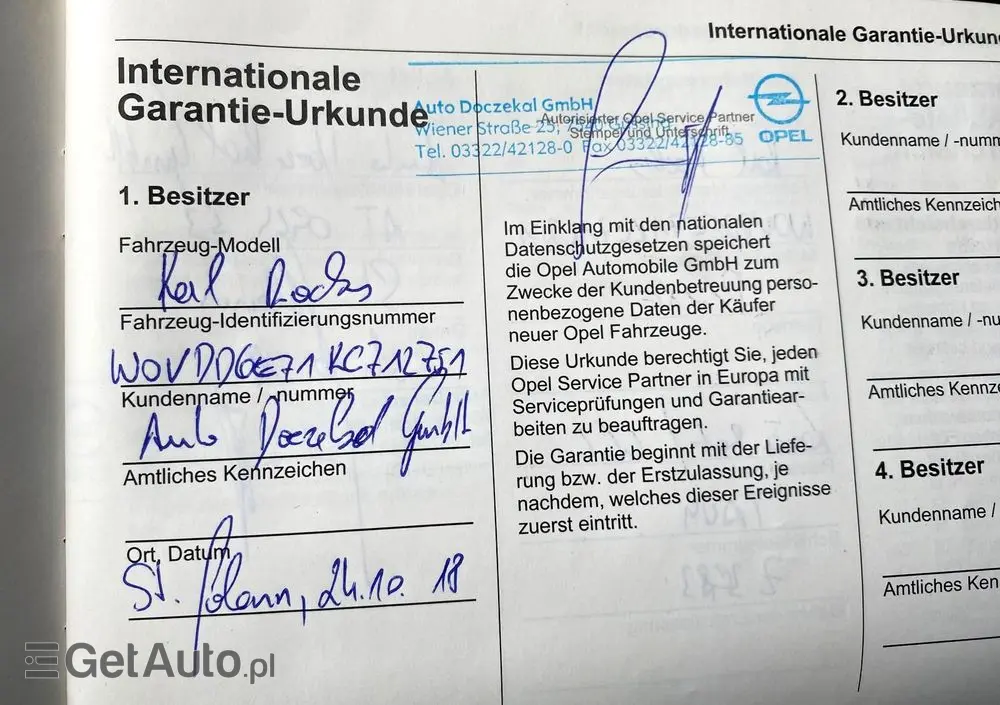 Internationale Garantie-Urkun
Internationale
Garantie-Urkunde
Auto Doczekal GmbH
Autorisierter Opel Service Partner
Wiener Straße 25,
Stempel und Unterschrift
Tel. 03322/42128-0 Fax 03322/42128-85
OPEL
1. Besitzer
Fahrzeug-Modell
Karl Rocks
Fahrzeug-Identifizierungsnummer
W0VDD6E71KC712751
Kundenname / -nummer
Auto Doczekal GmbH
Amtliches Kennzeichen
Ort, Datum
St. Johann, 24.10. 18
Im Einklang mit den nationalen
Datenschutzgesetzen speichert
die Opel Automobile GmbH zum
Zwecke der Kundenbetreuung perso-
nenbezogene Daten der Käufer
neuer Opel Fahrzeuge.
Diese Urkunde berechtigt Sie, jeden
Opel Service Partner in Europa mit
Serviceprüfungen und Garantiear-
beiten zu beauftragen.
Die Garantie beginnt mit der Liefe-
rung bzw. der Erstzulassung, je
nachdem, welches dieser Ereignisse
zuerst eintritt.
2. Besitzer
Kundenname / -numm
Amtliches Kennzeich
3. Besitzer
Kundenname / -nu
Amtliches Kennz
4. Besitzer
Kundenname /
Amtliches Ken
GetAuto.pl